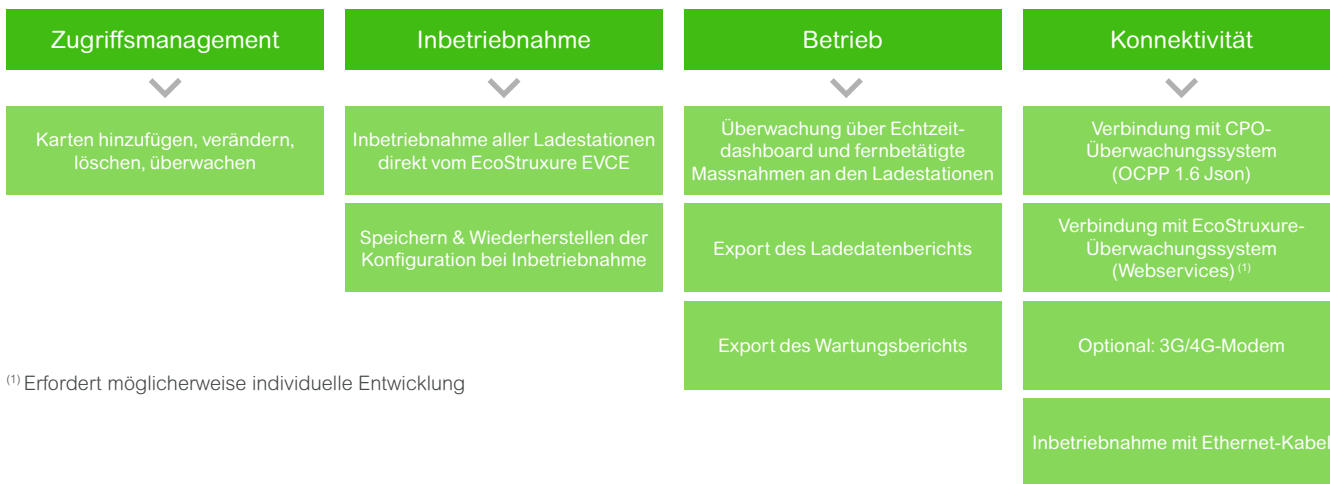 Zugriffsmanagement
Karten hinzufügen, verändern,
löschen, überwachen
Inbetriebnahme
Inbetriebnahme aller Ladestationen
direkt vom EcoStruxure EVCE
Speichern & Wiederherstellen der
Konfiguration bei Inbetriebnahme
Betrieb
Überwachung über Echtzeit-
dashboard und fernbetätigte
Massnahmen an den Ladestationen
Export des Ladedatenberichts
Export des Wartungsberichts
Konnektivität
Verbindung mit CPO-
Überwachungssystem
(OCPP 1.6 Json)
Verbindung mit EcoStruxure-
Überwachungssystem
(Webservices) (1)
Optional: 3G/4G-Modem
Inbetriebnahme mit Ethernet-Kabel
(1) Erfordert möglicherweise individuelle Entwicklung